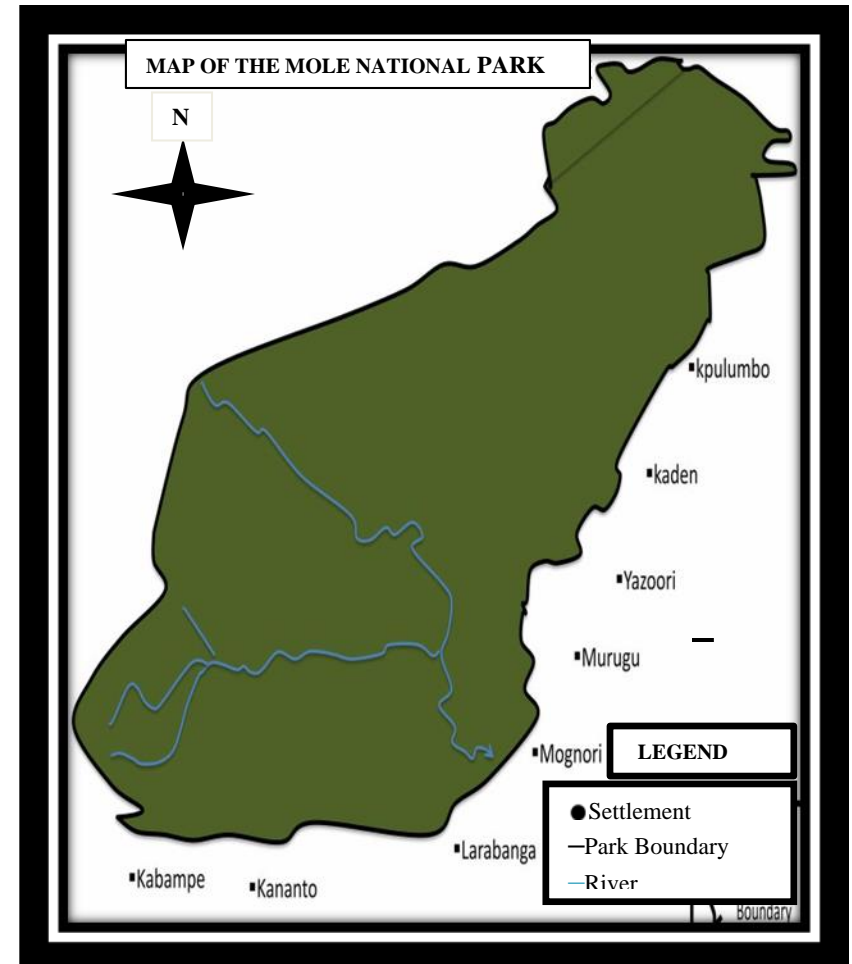 MAP OF THE MOLE NATIONAL PARK
N
kpulumbo
kaden
Yazoori
Murugu
Mognori
LEGEND
Settlement
Larabanga
Park Boundary
Kabampe
River
Kananto
Boundary